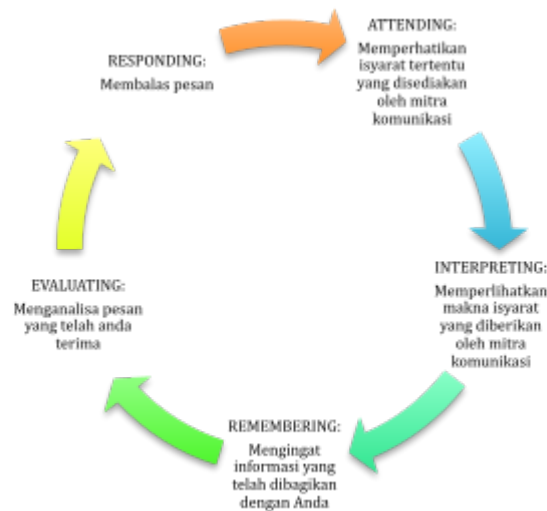 ATTENDING:
Memperhatikan
isyarat tertentu
yang disediakan
oleh mitra
komunikasi
INTERPRETING:
Memperlihatkan
makna isyarat
yang diberikan
oleh mitra
komunikasi
REMEMBERING:
Mengingat
informasi yang
telah dibagikan
dengan Anda
EVALUATING:
Menganalisa pesan
yang telah anda
terima
RESPONDING:
Membalas pesan